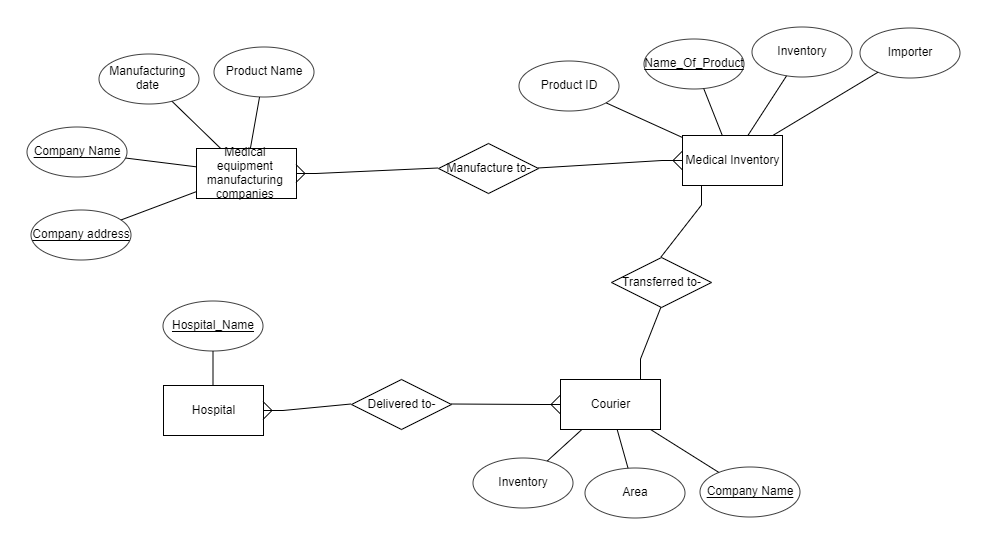 Manufacturing
date
Product Name
Company Name
Company address
Medical
equipment
manufacturing
companies
Manufacture to-
Product ID
Name_Of_Product
Inventory
Importer
Medical Inventory
Transferred to-
Hospital_Name
Hospital
Delivered to-
Courier
Inventory
Area
Company Name